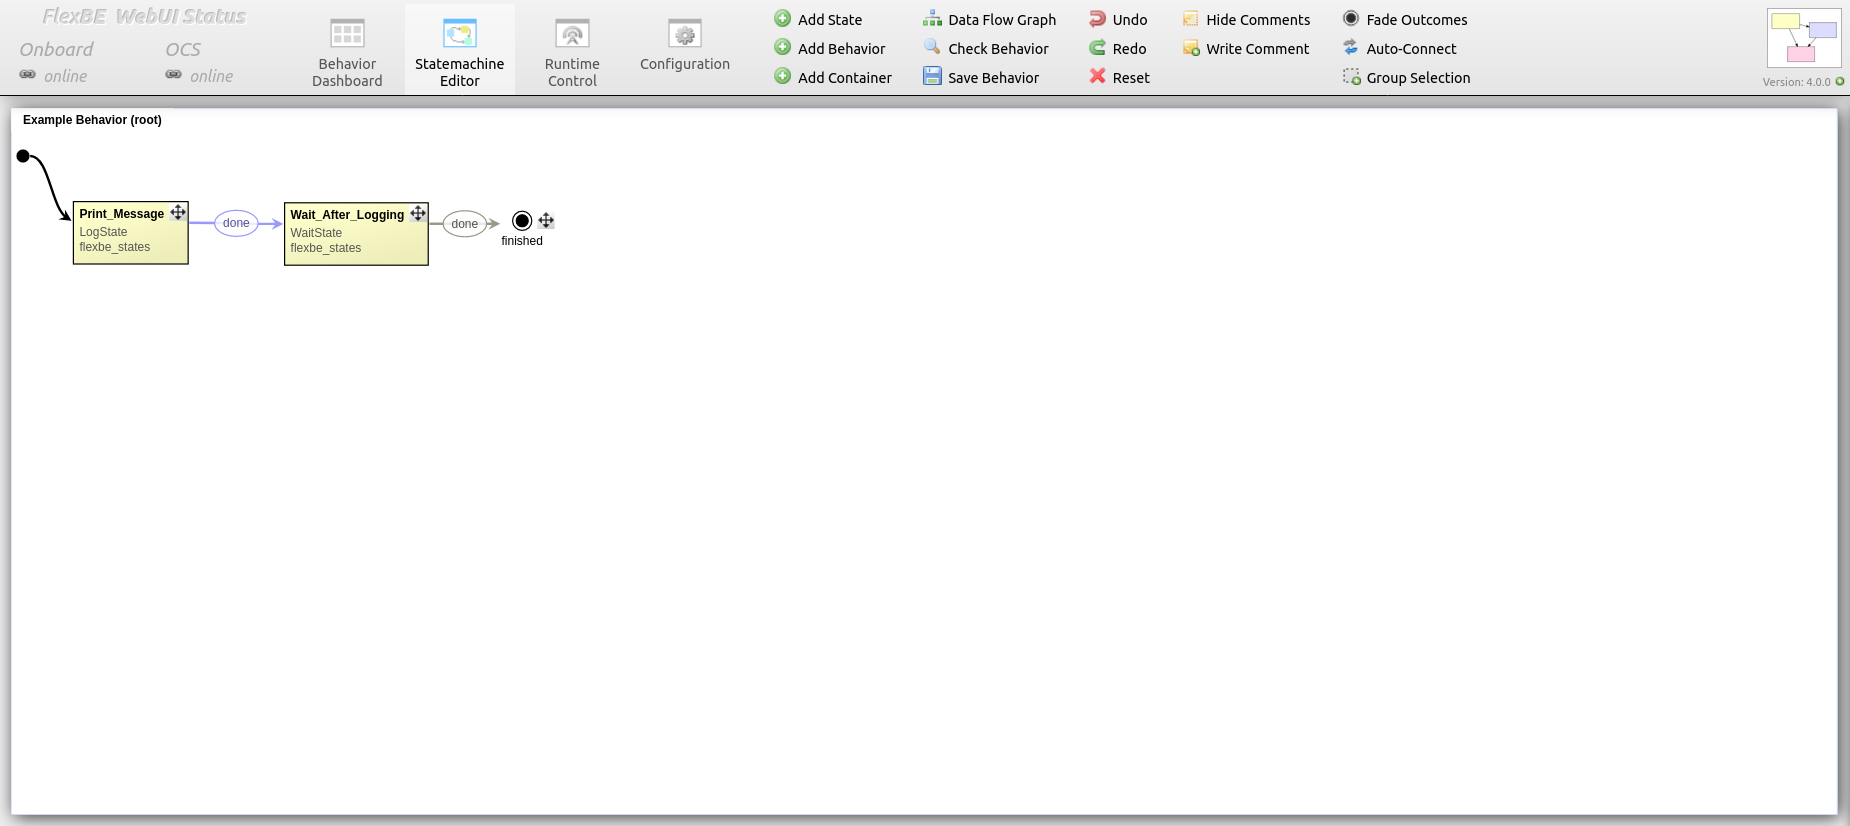 FlexBE WebUI Status
Onboard
OCS
online
online
Behavior
Dashboard
Statemachine
Editor
Runtime
Control
Configuration
Add State
Add Behavior
Add Container
Data Flow Graph
Check Behavior
Save Behavior
Undo
Redo
Reset
Hide Comments
Write Comment
Fade Outcomes
Auto-Connect
Group Selection
Version: 4.0.0
Example Behavior (root)
Print_Message
LogState
flexbe_states
done
Wait_After_Logging
WaitState
flexbe_states
done
finished